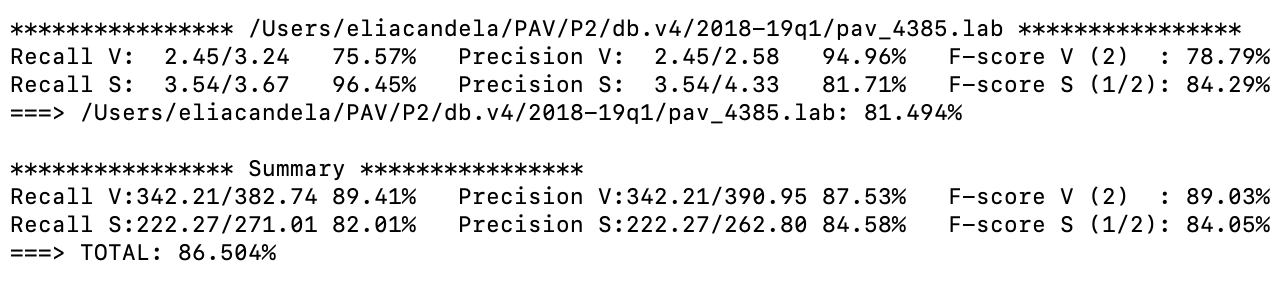 **************** /Users/eliacandela/PAV/P2/db.v4/2018-19q1/pav_4385.lab ****************
Recall V:  2.45/3.24   75.57%   Precision V:  2.45/2.58   94.96%   F-score V (2)  : 78.79%
Recall S:  3.54/3.67   96.45%   Precision S:  3.54/4.33   81.71%   F-score S (1/2): 84.29%
===> /Users/eliacandela/PAV/P2/db.v4/2018-19q1/pav_4385.lab: 81.494%

**************** Summary ****************
Recall V:342.21/382.74 89.41%   Precision V:342.21/390.95 87.53%   F-score V (2)  : 89.03%
Recall S:222.27/271.01 82.01%   Precision S:222.27/262.80 84.58%   F-score S (1/2): 84.05%
===> TOTAL: 86.504%